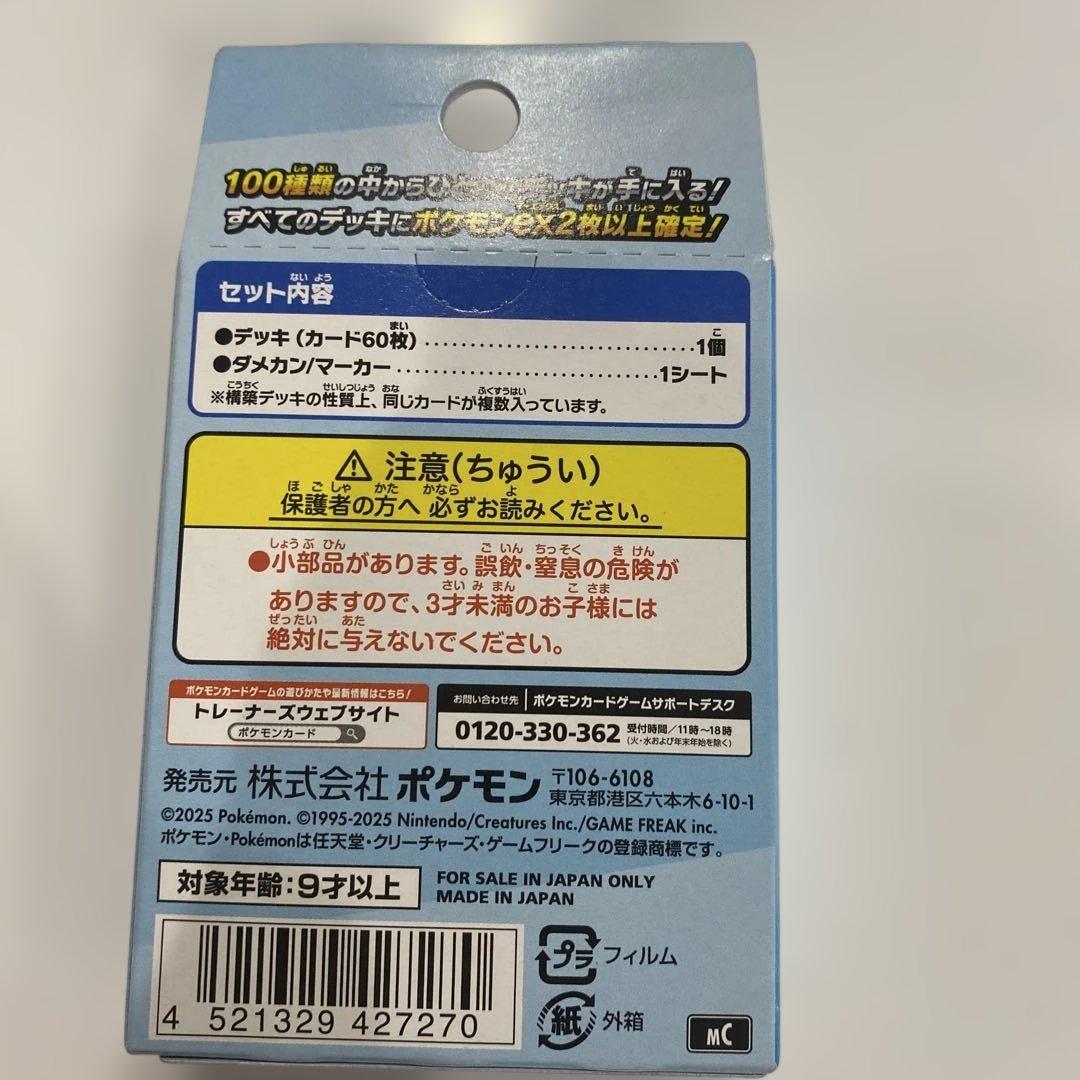 100種類の中からひとつのデッキが手に入る!
すべてのデッキにポケモンex2枚以上確定!
セット内容
●デッキ(カード60枚)……1個
●ダメカン/マーカー……1シート
※構築デッキの性質上、同じカードが複数入っています。
⚠ 注意(ちゅうい)
保護者の方へ 必ずお読みください。
●小部品があります。誤飲・窒息の危険が
ありますので、3才未満のお子様には
絶対に与えないでください。
ポケモンカードゲームの遊びかたや最新情報はこちら!
トレーナーズウェブサイト
ポケモンカード
お問い合わせ先 ポケモンカードゲームサポートデスク
0120-330-362 受付時間/11時~18時
(火・水および年末年始を除く)
発売元 株式会社 ポケモン 〒106-6108
東京都港区六本木6-10-1
©2025 Pokémon. ©1995-2025 Nintendo/Creatures Inc./GAME FREAK inc.
ポケモン・Pokémonは任天堂・クリーチャーズ・ゲームフリークの登録商標です。
対象年齢:9才以上
FOR SALE IN JAPAN ONLY
MADE IN JAPAN
4 521329 427270
プラ フィルム
紙 外箱
MC